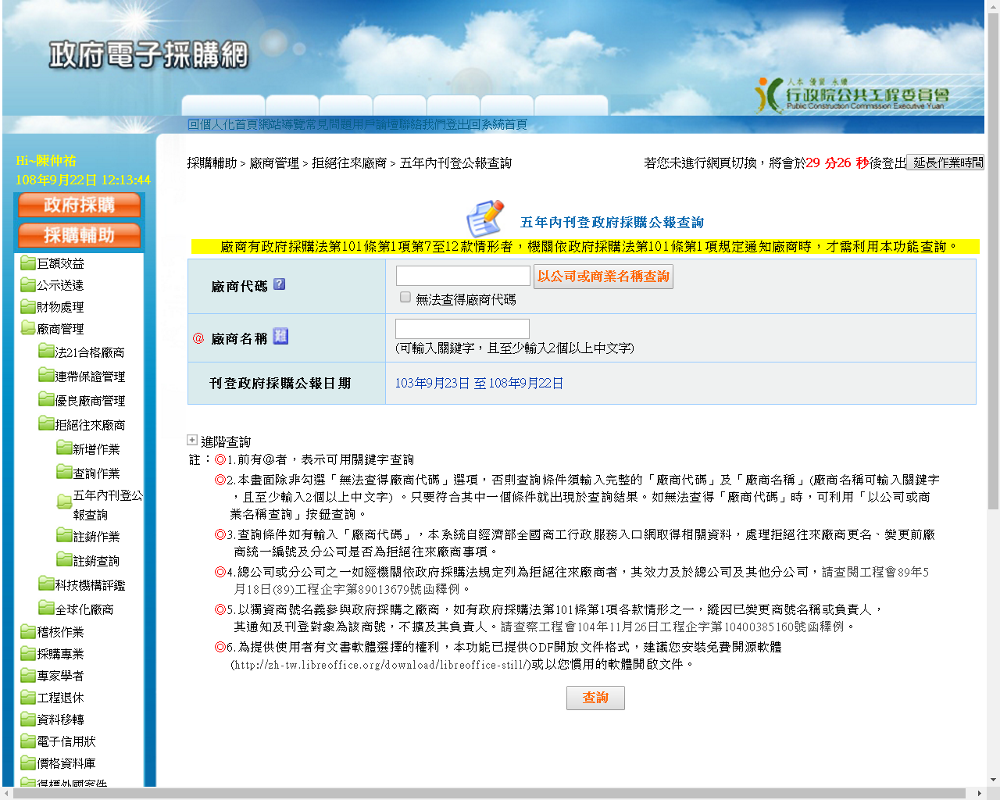 政府電子採購網
人本 優質 永續
行政院公共工程委員會
Public Construction Commission Executive Yuan
回個人化首頁網站導覽常見問題用戶論壇聯絡我們登出回系統首頁
Hi~陳仲祐
108年9月22日 12:13:44
政府採購
採購輔助
巨額效益
公示送達
財物處理
廠商管理
法21合格廠商
連帶保證管理
優良廠商管理
拒絕往來廠商
新增作業
查詢作業
五年內刊登公
報查詢
註銷作業
註銷查詢
科技機構評鑑
全球化廠商
稽核作業
採購專業
專家學者
工程退休
資料移轉
電子信用狀
價格資料庫
得標外國案件
採購輔助 > 廠商管理 > 拒絕往來廠商 > 五年內刊登公報查詢
若您未進行網頁切換，將會於29 分26 秒後登出 延長作業時間
五年內刊登政府採購公報查詢
廠商有政府採購法第101條第1項第7至12款情形者，機關依政府採購法第101條第1項規定通知廠商時，才需利用本功能查詢。
廠商代碼 ? 以公司或商業名稱查詢
無法查得廠商代碼
@ 廠商名稱 難
(可輸入關鍵字，且至少輸入2個以上中文字)
刊登政府採購公報日期 103年9月23日 至 108年9月22日
進階查詢
註：◎1.前有@者，表示可用關鍵字查詢
◎2.本畫面除非勾選「無法查得廠商代碼」選項，否則查詢條件須輸入完整的「廠商代碼」及「廠商名稱」(廠商名稱可輸入關鍵字
，且至少輸入2個以上中文字) 。只要符合其中一個條件就出現於查詢結果。如無法查得「廠商代碼」時，可利用「以公司或商
業名稱查詢」按鈕查詢。
◎3.查詢條件如有輸入「廠商代碼」，本系統自經濟部全國商工行政服務入口網取得相關資料，處理拒絕往來廠商更名、變更前廠
商統一編號及分公司是否為拒絕往來廠商事項。
◎4.總公司或分公司之一如經機關依政府採購法規定列為拒絕往來廠商者，其效力及於總公司及其他分公司，請查閱工程會89年5
月18日(89)工程企字第89013679號函釋例。
◎5.以獨資商號名義參與政府採購之廠商，如有政府採購法第101條第1項各款情形之一，縱因已變更商號名稱或負責人，
其通知及刊登對象為該商號，不擴及其負責人。請查察工程會104年11月26日工程企字第10400385160號函釋例。
◎6.為提供使用者有文書軟體選擇的權利，本功能已提供ODF開放文件格式，建議您安裝免費開源軟體
(http://zh-tw.libreoffice.org/download/libreoffice-still/)或以您慣用的軟體開啟文件。
查詢